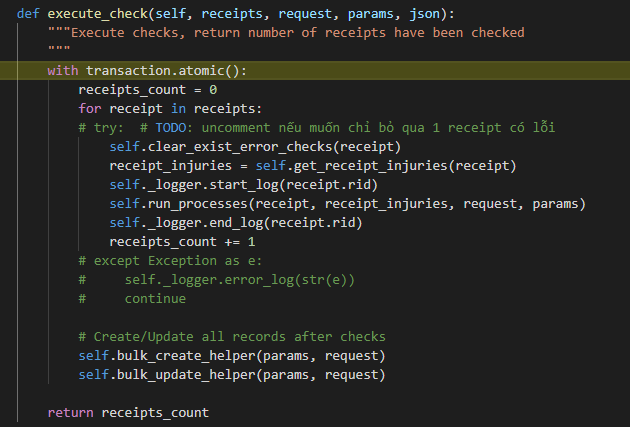 def execute_check(self, receipts, request, params, json):
    """Execute checks, return number of receipts have been checked
    """
    with transaction.atomic():
        receipts_count = 0
        for receipt in receipts:
        # try:  # TODO: uncomment nếu muốn chỉ bỏ qua 1 receipt có lỗi
            self.clear_exist_error_checks(receipt)
            receipt_injuries = self.get_receipt_injuries(receipt)
            self._logger.start_log(receipt.rid)
            self.run_processes(receipt, receipt_injuries, request, params)
            self._logger.end_log(receipt.rid)
            receipts_count += 1
        # except Exception as e:
        #     self._logger.error_log(str(e))
        #     continue

        # Create/Update all records after checks
        self.bulk_create_helper(params, request)
        self.bulk_update_helper(params, request)

    return receipts_count